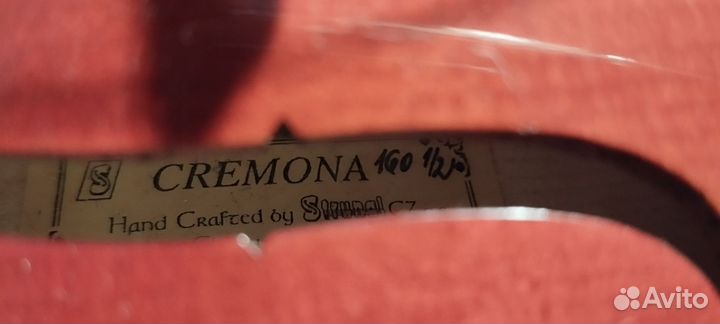 S CREMONA 160 1/2
Hand Crafted by Strunal CZ
Avito